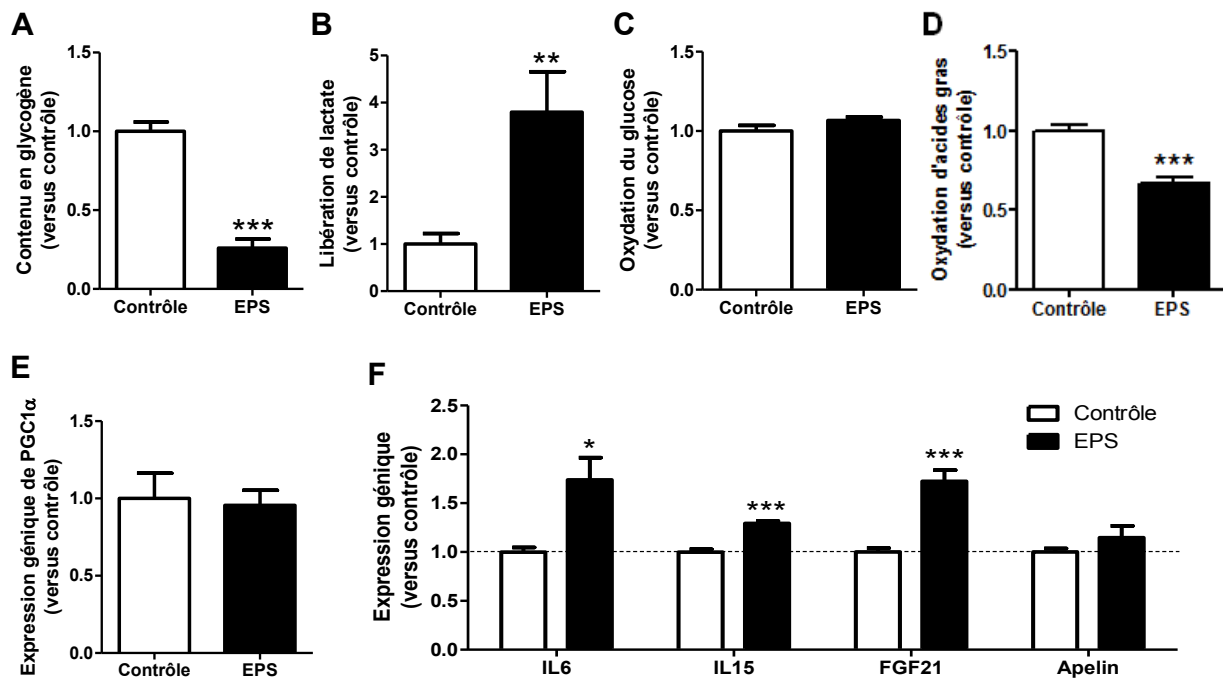 A
Contenu en glycogène
(versus contrôle)
1.5
1.0
0.5
0.0
***
Contrôle
EPS
B
Libération de lactate
(versus contrôle)
5
4
3
2
1
0
**
Contrôle
EPS
C
Oxydation du glucose
(versus contrôle)
1.5
1.0
0.5
0.0
Contrôle
EPS
D
Oxydation d'acides gras
(versus contrôle)
1.5
1.0
0.5
0.0
***
Contrôle
EPS
E
Expression génique de PGC1α
(versus contrôle)
1.5
1.0
0.5
0.0
Contrôle
EPS
F
Expression génique
(versus contrôle)
2.5
2.0
1.5
1.0
0.5
0.0
*
***
***
Contrôle
EPS
IL6
IL15
FGF21
Apelin